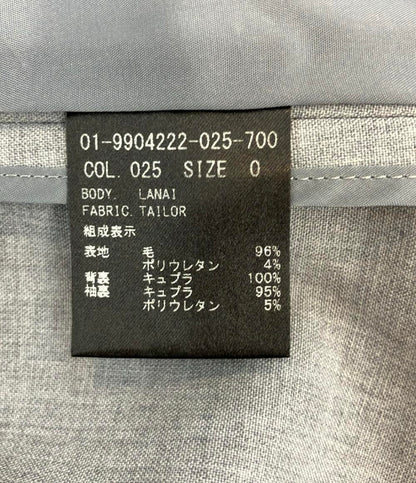 01-9904222-025-700
COL. 025 SIZE 0
BODY. LANAI
FABRIC. TAILOR
組成表示
表地 毛 96%
ポリウレタン 4%
背裏 キュプラ 100%
袖裏 キュプラ 95%
ポリウレタン 5%